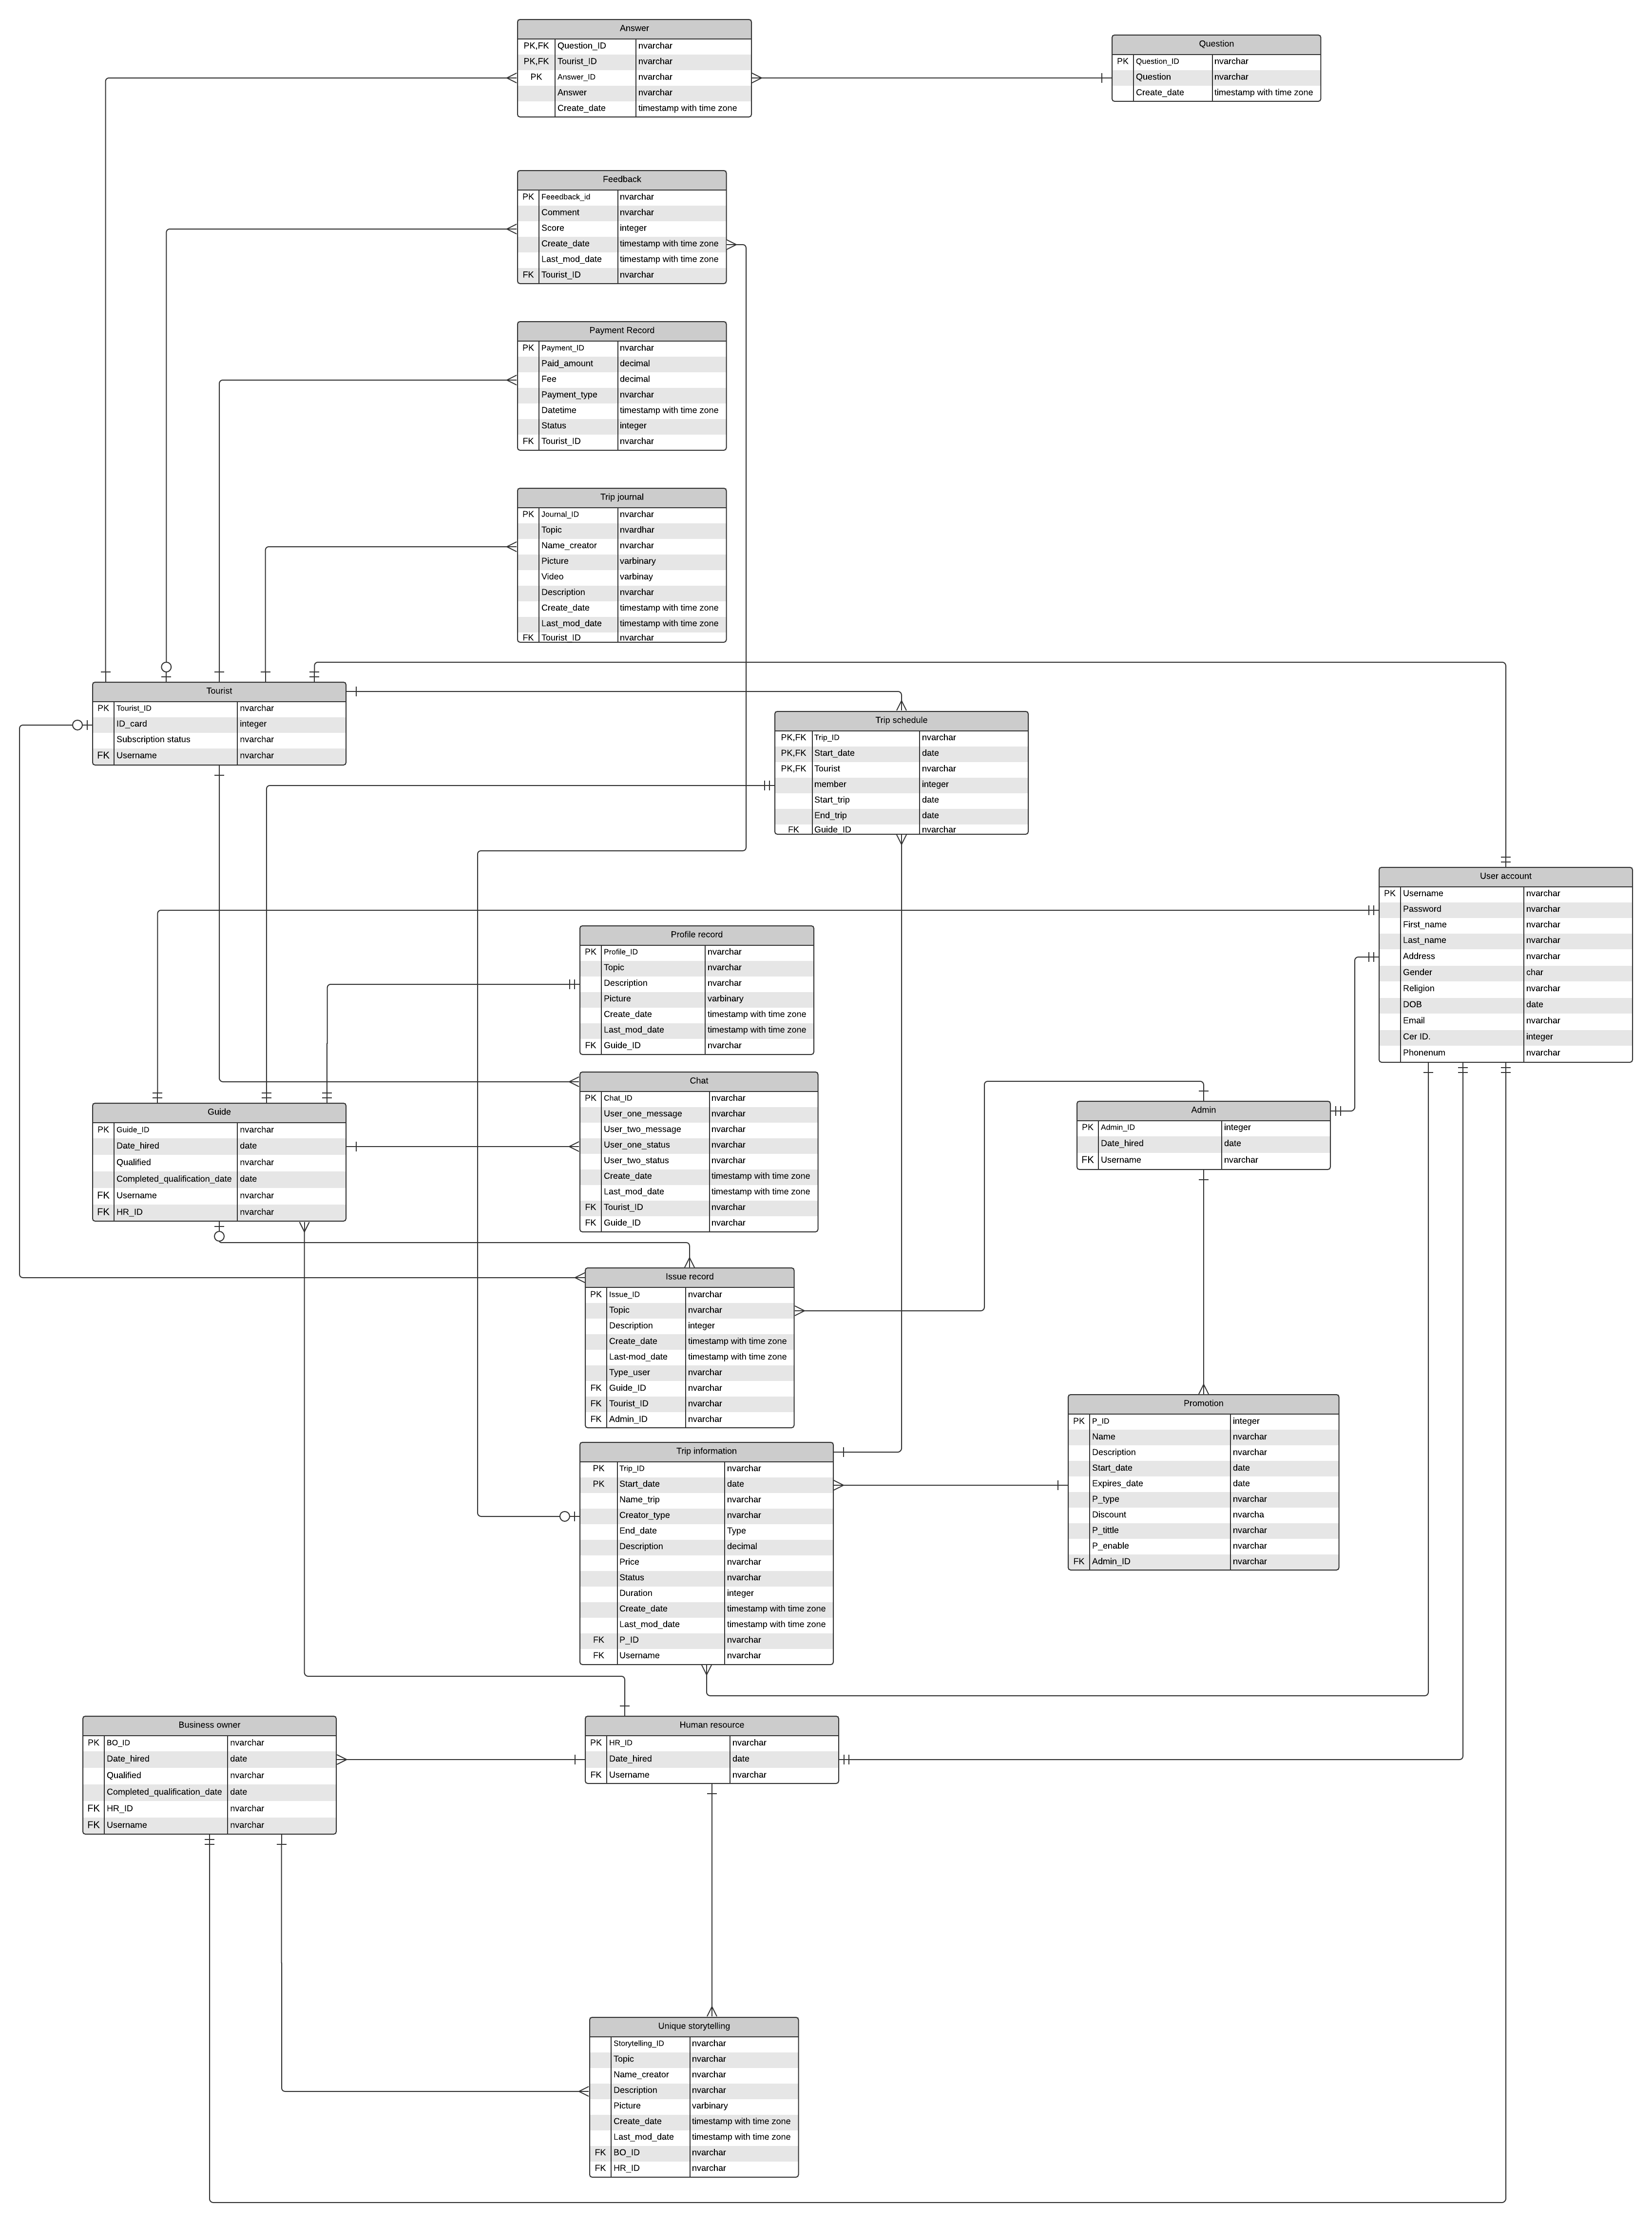 Answer
PK,FK Question_ID nvarchar
PK,FK Tourist_ID nvarchar
PK Answer_ID nvarchar
Answer nvarchar
Create_date timestamp with time zone
Question
PK Question_ID nvarchar
Question nvarchar
Create_date timestamp with time zone
Feedback
PK Feeedback_id nvarchar
Comment nvarchar
Score integer
Create_date timestamp with time zone
Last_mod_date timestamp with time zone
FK Tourist_ID nvarchar
Payment Record
PK Payment_ID nvarchar
Paid_amount decimal
Fee decimal
Payment_type nvarchar
Datetime timestamp with time zone
Status integer
FK Tourist_ID nvarchar
Trip journal
PK Journal_ID nvarchar
Topic nvardhar
Name_creator nvarchar
Picture varbinary
Video varbinay
Description nvarchar
Create_date timestamp with time zone
Last_mod_date timestamp with time zone
FK Tourist_ID nvarchar
Tourist
PK Tourist_ID nvarchar
ID_card integer
Subscription status nvarchar
FK Username nvarchar
Trip schedule
PK,FK Trip_ID nvarchar
PK,FK Start_date date
PK,FK Tourist nvarchar
member integer
Start_trip date
End_trip date
FK Guide_ID nvarchar
User account
PK Username nvarchar
Password nvarchar
First_name nvarchar
Last_name nvarchar
Address nvarchar
Gender char
Religion nvarchar
DOB date
Email nvarchar
Cer ID. integer
Phonenum nvarchar
Profile record
PK Profile_ID nvarchar
Topic nvarchar
Description nvarchar
Picture varbinary
Create_date timestamp with time zone
Last_mod_date timestamp with time zone
FK Guide_ID nvarchar
Chat
PK Chat_ID nvarchar
User_one_message nvarchar
User_two_message nvarchar
User_one_status nvarchar
User_two_status nvarchar
Create_date timestamp with time zone
Last_mod_date timestamp with time zone
FK Tourist_ID nvarchar
FK Guide_ID nvarchar
Guide
PK Guide_ID nvarchar
Date_hired date
Qualified nvarchar
Completed_qualification_date date
FK Username nvarchar
FK HR_ID nvarchar
Admin
PK Admin_ID integer
Date_hired date
FK Username nvarchar
Issue record
PK Issue_ID nvarchar
Topic nvarchar
Description integer
Create_date timestamp with time zone
Last-mod_date timestamp with time zone
Type_user nvarchar
FK Guide_ID nvarchar
FK Tourist_ID nvarchar
FK Admin_ID nvarchar
Promotion
PK P_ID integer
Name nvarchar
Description nvarchar
Start_date date
Expires_date date
P_type nvarchar
Discount nvarcha
P_tittle nvarchar
P_enable nvarchar
FK Admin_ID nvarchar
Trip information
PK Trip_ID nvarchar
PK Start_date date
Name_trip nvarchar
Creator_type nvarchar
End_date Type
Description decimal
Price nvarchar
Status nvarchar
Duration integer
Create_date timestamp with time zone
Last_mod_date timestamp with time zone
FK P_ID nvarchar
FK Username nvarchar
Business owner
PK BO_ID nvarchar
Date_hired date
Qualified nvarchar
Completed_qualification_date date
FK HR_ID nvarchar
FK Username nvarchar
Human resource
PK HR_ID nvarchar
Date_hired date
FK Username nvarchar
Unique storytelling
Storytelling_ID nvarchar
Topic nvarchar
Name_creator nvarchar
Description nvarchar
Picture varbinary
Create_date timestamp with time zone
Last_mod_date timestamp with time zone
FK BO_ID nvarchar
FK HR_ID nvarchar